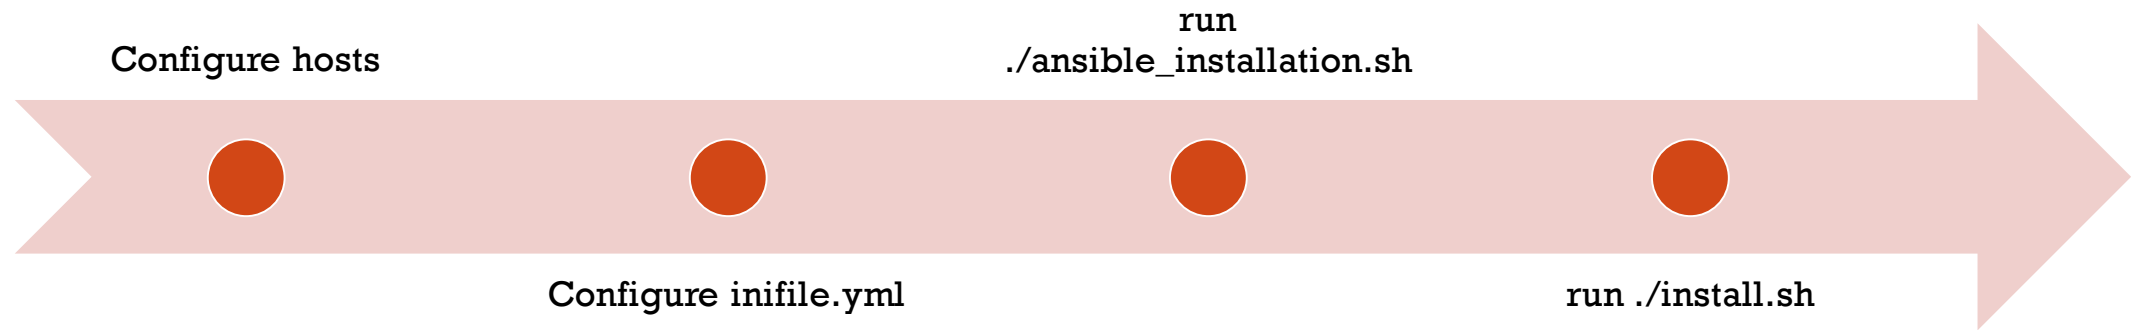 Configure hosts
Configure inifile.yml
run
./ansible_installation.sh
run ./install.sh